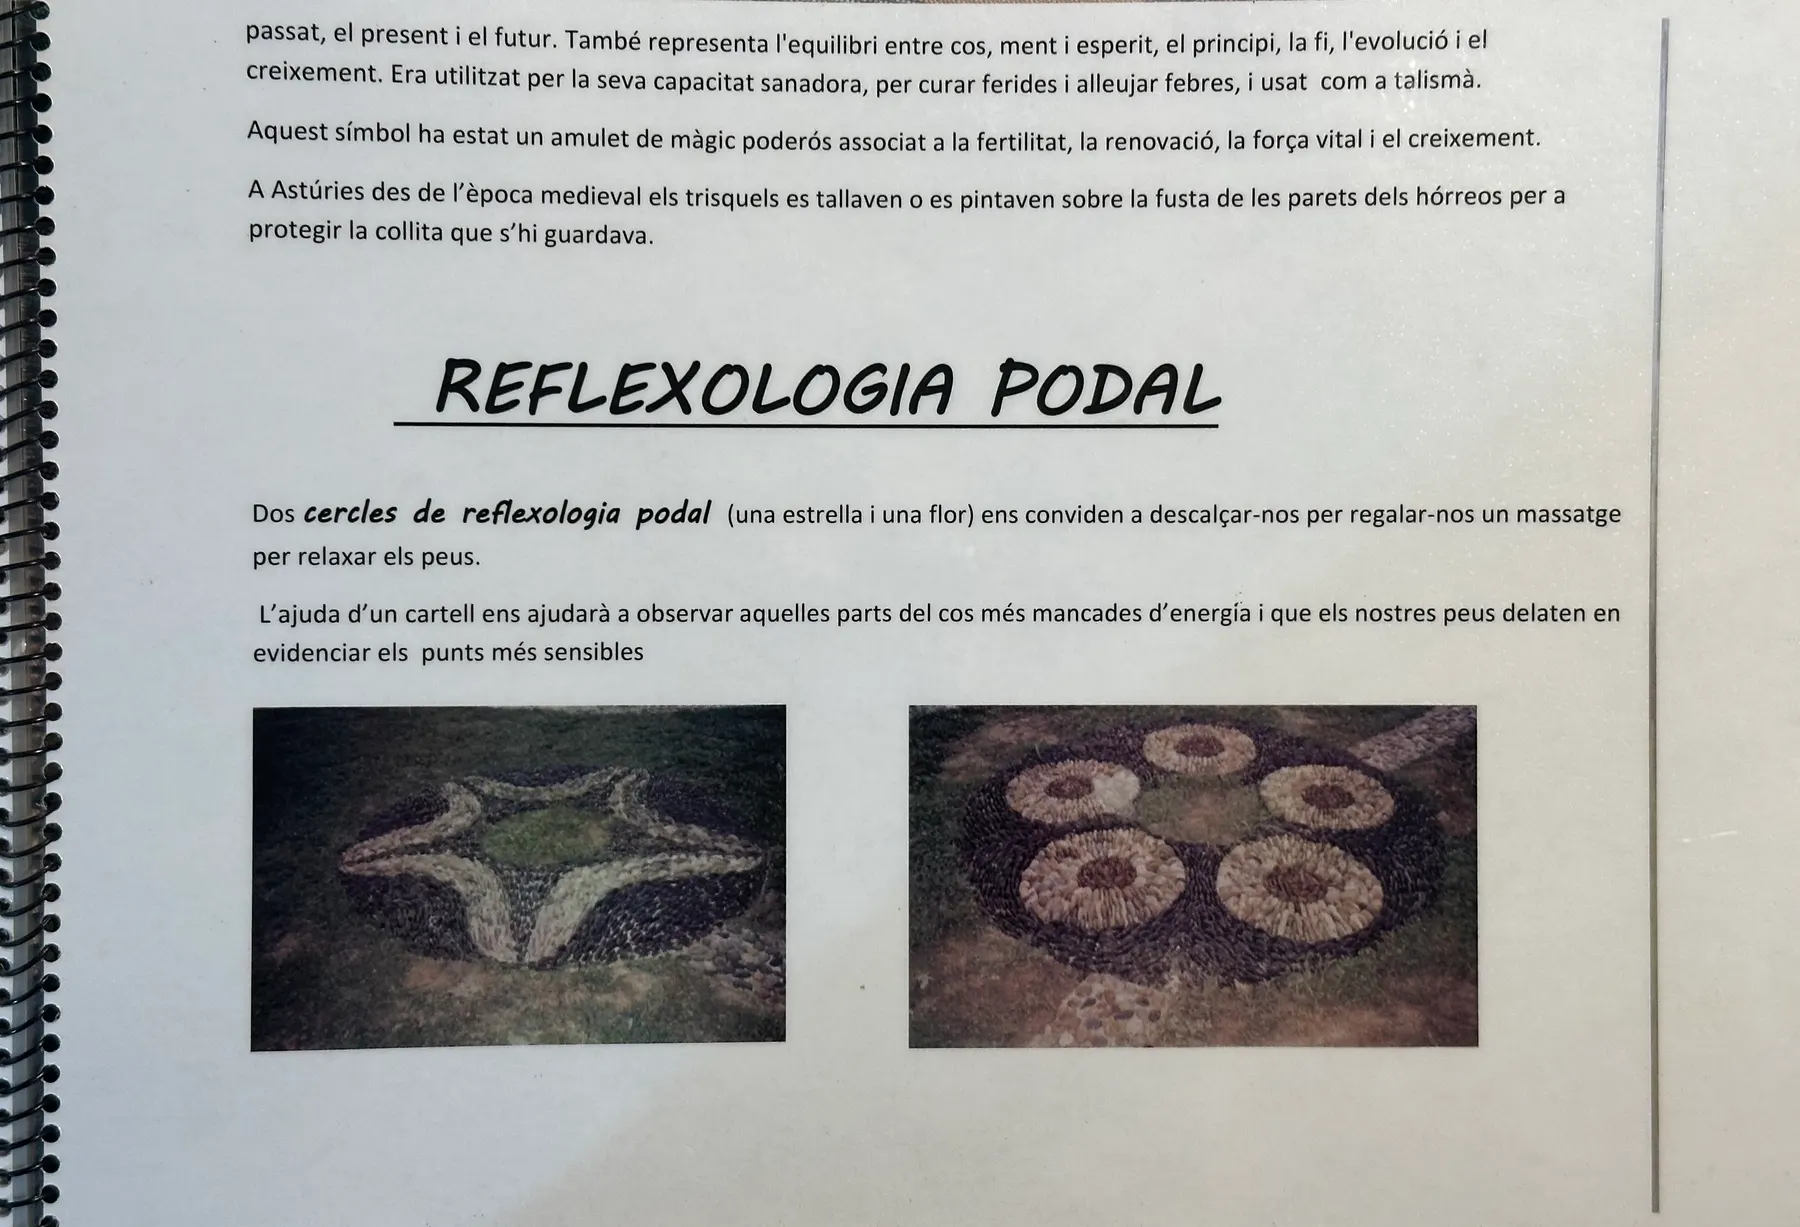 passat, el present i el futur. També representa l'equilibri entre cos, ment i esperit, el principi, la fi, l'evolució i el
creixement. Era utilitzat per la seva capacitat sanadora, per curar ferides i alleujar febres, i usat com a talismà.
Aquest símbol ha estat un amulet de màgic poderós associat a la fertilitat, la renovació, la força vital i el creixement.
A Astúries des de l’època medieval els trisquels es tallaven o es pintaven sobre la fusta de les parets dels hórreos per a
protegir la collita que s’hi guardava.
REFLEXOLOGIA PODAL
Dos cercles de reflexologia podal (una estrella i una flor) ens conviden a descalçar-nos per regalar-nos un massatge
per relaxar els peus.
L’ajuda d’un cartell ens ajudarà a observar aquelles parts del cos més mancades d’energía i que els nostres peus delaten en
evidenciar els punts més sensibles